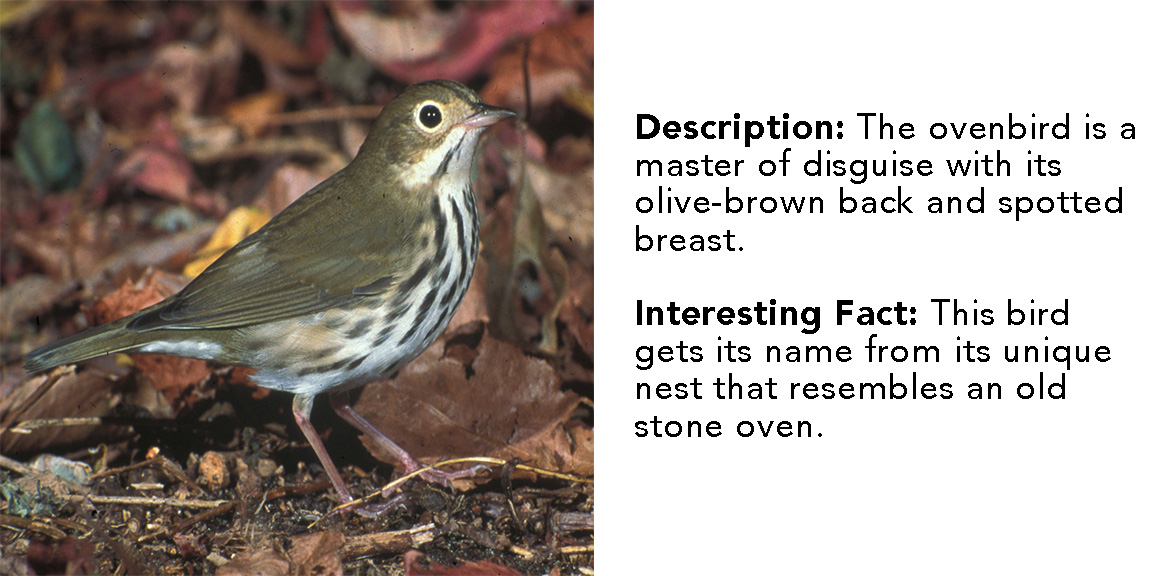 Description: The ovenbird is a
master of disguise with its
olive-brown back and spotted
breast.
Interesting Fact: This bird
gets its name from its unique
nest that resembles an old
stone oven.